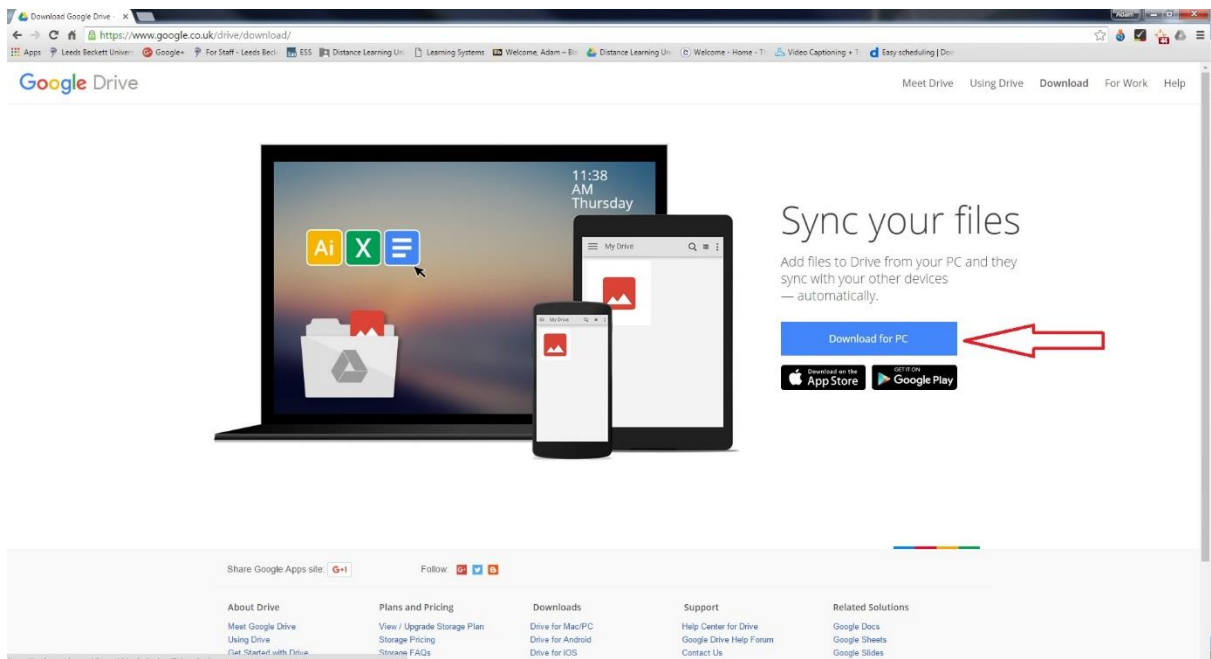 Download Google Drive -
Adam
https://www.google.co.uk/drive/download/
Apps Leeds Beckett Univers Google+ For Staff - Leeds Beck ESS Distance Learning Un Learning Systems Welcome, Adam – Distance Learning Un Welcome - Home - Video Captioning + Easy scheduling | Doo
Google Drive
Meet Drive Using Drive Download For Work Help
11:38
AM
Thursday
Ai X
My Drive
My Drive
Sync your files
Add files to Drive from your PC and they
sync with your other devices
— automatically.
Download for PC
Download on the
App Store
GET IT ON
Google Play
Share Google Apps site: G+1 Follow: G+
About Drive Plans and Pricing Downloads Support Related Solutions
Meet Google Drive View / Upgrade Storage Plan Drive for Mac/PC Help Center for Drive Google Docs
Using Drive Storage Pricing Drive for Android Google Drive Help Forum Google Sheets
Get Started with Drive Storage FAQs Drive for iOS Contact Us Google Slides